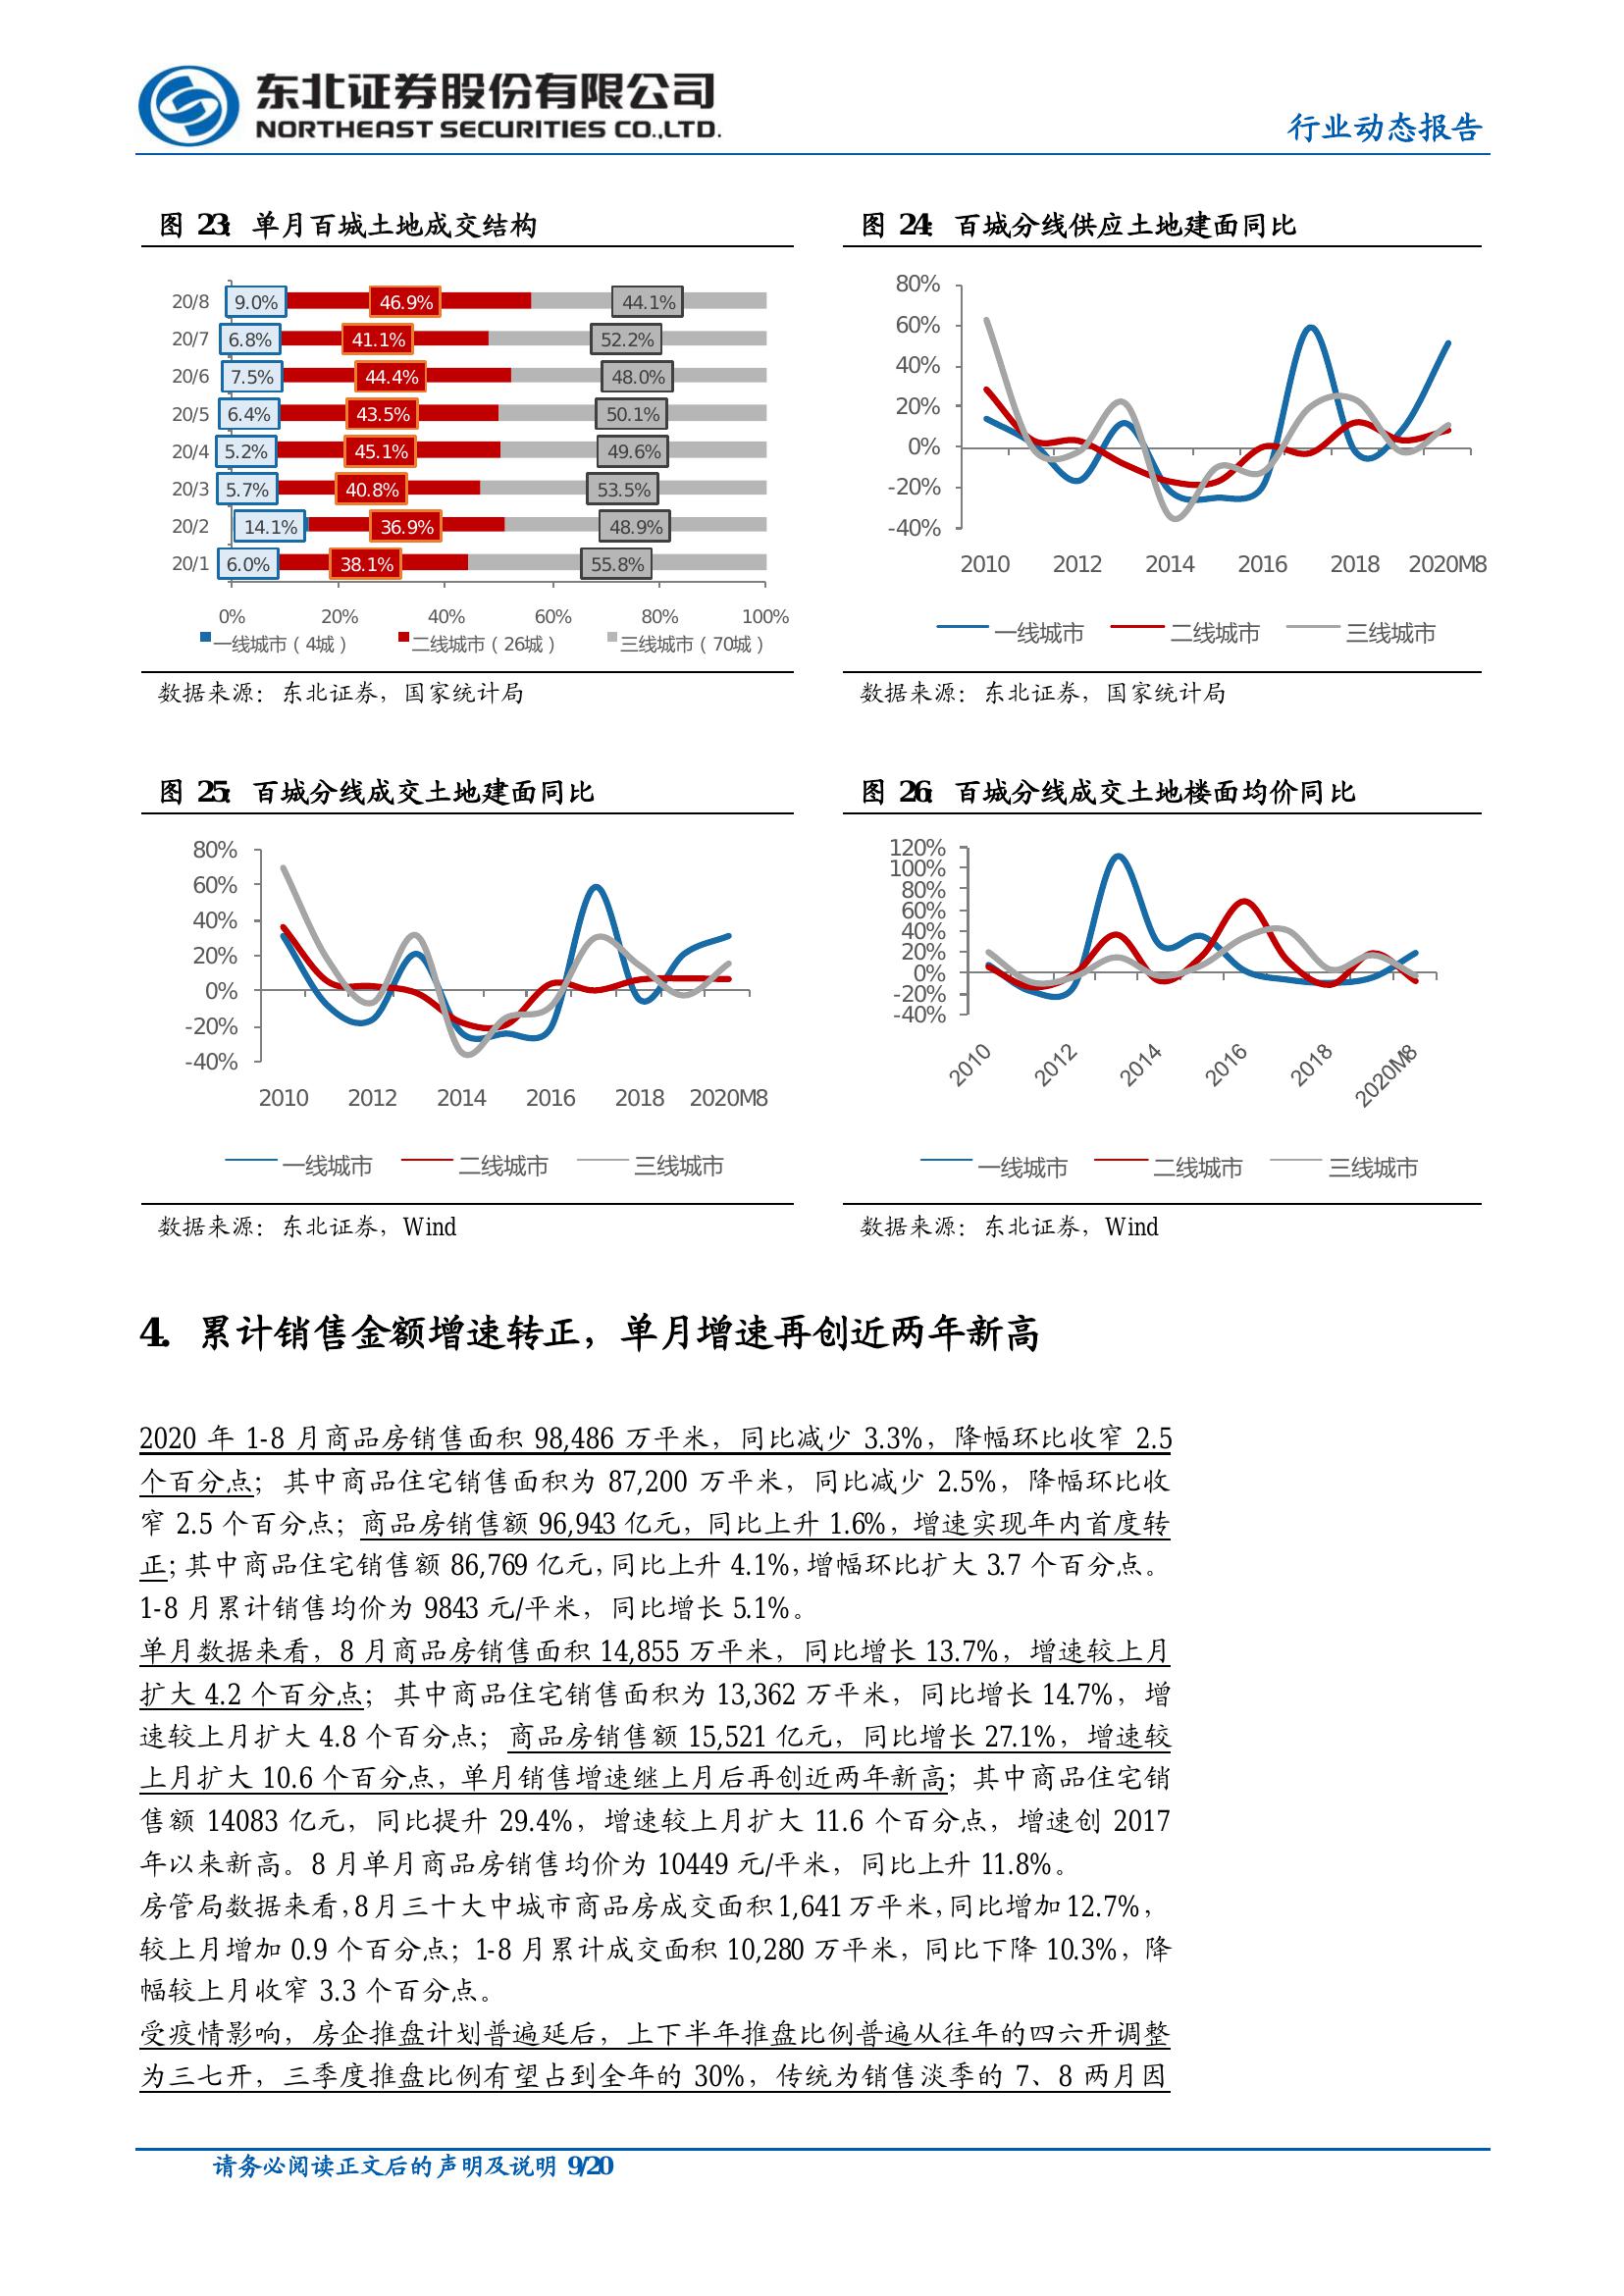 东北证券股份有限公司
NORTHEAST SECURITIES CO.,LTD.
行业动态报告
图 23：单月百城土地成交结构
20/8 9.0% 46.9% 44.1%
20/7 6.8% 41.1% 52.2%
20/6 7.5% 44.4% 48.0%
20/5 6.4% 43.5% 50.1%
20/4 5.2% 45.1% 49.6%
20/3 5.7% 40.8% 53.5%
20/2 14.1% 36.9% 48.9%
20/1 6.0% 38.1% 55.8%
0% 20% 40% 60% 80% 100%
一线城市（4城） 二线城市（26城） 三线城市（70城）
数据来源：东北证券，国家统计局
图 24：百城分线供应土地建面同比
80%
60%
40%
20%
0%
-20%
-40%
2010 2012 2014 2016 2018 2020M8
一线城市 二线城市 三线城市
数据来源：东北证券，国家统计局
图 25：百城分线成交土地建面同比
80%
60%
40%
20%
0%
-20%
-40%
2010 2012 2014 2016 2018 2020M8
一线城市 二线城市 三线城市
数据来源：东北证券，Wind
图 26：百城分线成交土地楼面均价同比
120%
100%
80%
60%
40%
20%
0%
-20%
-40%
2010 2012 2014 2016 2018 2020M8
一线城市 二线城市 三线城市
数据来源：东北证券，Wind
4. 累计销售金额增速转正，单月增速再创近两年新高
2020 年 1-8 月商品房销售面积 98,486 万平米，同比减少 3.3%，降幅环比收窄 2.5
个百分点；其中商品住宅销售面积为 87,200 万平米，同比减少 2.5%，降幅环比收
窄 2.5 个百分点；商品房销售额 96,943 亿元，同比上升 1.6%，增速实现年内首度转
正；其中商品住宅销售额 86,769 亿元，同比上升 4.1%，增幅环比扩大 3.7 个百分点。
1-8 月累计销售均价为 9843 元/平米，同比增长 5.1%。
单月数据来看，8 月商品房销售面积 14,855 万平米，同比增长 13.7%，增速较上月
扩大 4.2 个百分点；其中商品住宅销售面积为 13,362 万平米，同比增长 14.7%，增
速较上月扩大 4.8 个百分点；商品房销售额 15,521 亿元，同比增长 27.1%，增速较
上月扩大 10.6 个百分点，单月销售增速继上月后再创近两年新高；其中商品住宅销
售额 14083 亿元，同比提升 29.4%，增速较上月扩大 11.6 个百分点，增速创 2017
年以来新高。8 月单月商品房销售均价为 10449 元/平米，同比上升 11.8%。
房管局数据来看，8 月三十大中城市商品房成交面积 1,641 万平米，同比增加 12.7%，
较上月增加 0.9 个百分点；1-8 月累计成交面积 10,280 万平米，同比下降 10.3%，降
幅较上月收窄 3.3 个百分点。
受疫情影响，房企推盘计划普遍延后，上下半年推盘比例普遍从往年的四六开调整
为三七开，三季度推盘比例有望占到全年的 30%，传统为销售淡季的 7、8 两月因
请务必阅读正文后的声明及说明 9/20